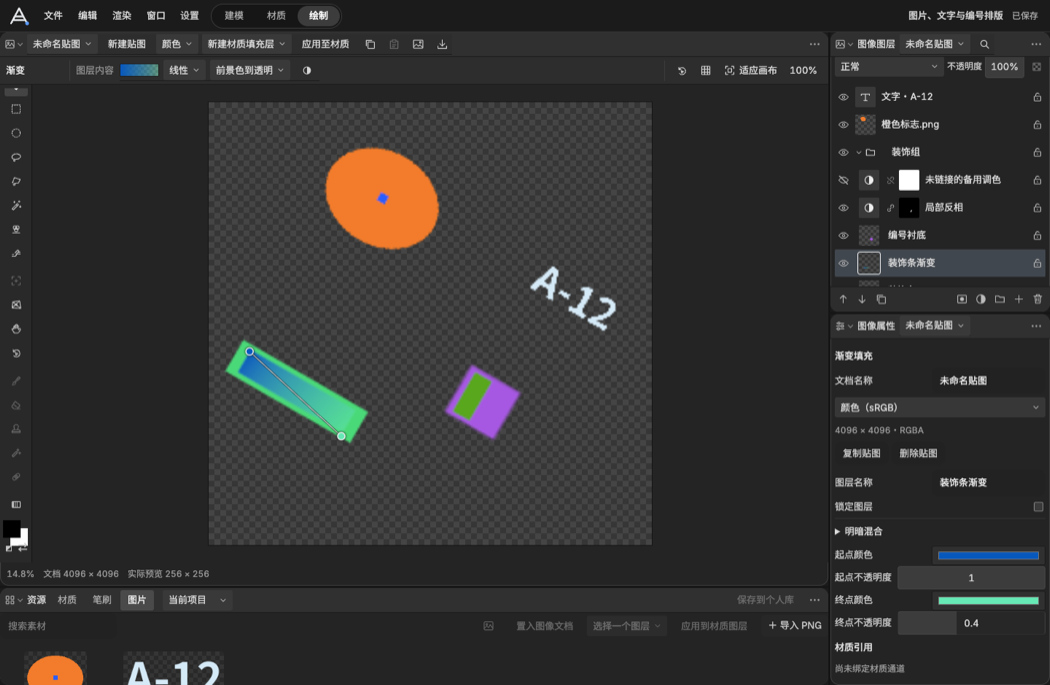 文件 编辑 渲染 窗口 设置 建模 材质 绘制 图片、文字与编号排版 已保存
未命名贴图 新建贴图 颜色 新建材质填充层 应用至材质
渐变 图层内容 线性 前景色到透明 适应画布 100%
A-12
14.8% 文档 4096 × 4096 实际预览 256 × 256
资源 材质 笔刷 图片 当前项目 保存到个人库
搜索素材 置入图像文档 选择一个图层 应用到材质图层 导入 PNG
A-12
图像图层 未命名贴图
正常 不透明度 100%
T 文字・A-12
橙色标志.png
装饰组
未链接的备用调色
局部反相
编号衬底
装饰条渐变
图像属性 未命名贴图
渐变填充
文档名称 未命名贴图
颜色（sRGB）
4096 × 4096・RGBA
复制贴图 删除贴图
图层名称 装饰条渐变
锁定图层
明暗混合
起点颜色
起点不透明度 1
终点颜色
终点不透明度 0.4
材质引用
尚未绑定材质通道